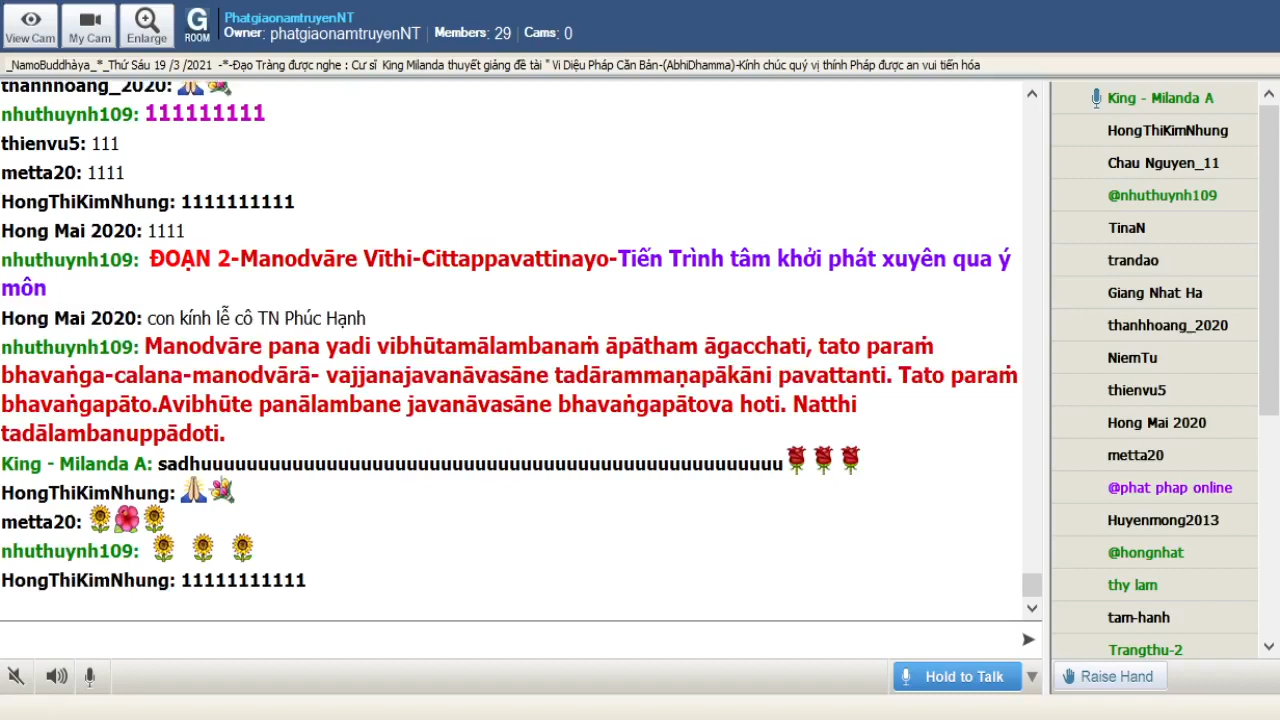 View Cam
My Cam
Enlarge
G
ROOM
PhatgiaonamtruyenNT
Owner: phatgiaonamtruyenNT | Members: 29 | Cams: 0
_NamoBuddhàya_*_Thứ Sáu 19 /3 /2021 -*-Đạo Tràng được nghe : Cư sĩ King Milanda thuyết giảng đề tài " Vi Diệu Pháp Căn Bản-(AbhiDhamma)-Kính chúc quý vị thính Pháp được an vui tiến hóa
thanhhoang_2020:
nhuthuynh109: 111111111
thienvu5: 111
metta20: 1111
HongThiKimNhung: 1111111111
Hong Mai 2020: 1111
nhuthuynh109: ĐOẠN 2-Manodvāre Vīthi-Cittappavattinayo-Tiến Trình tâm khởi phát xuyên qua ý
môn
Hong Mai 2020: con kính lễ cô TN Phúc Hạnh
nhuthuynh109: Manodvāre pana yadi vibhūtamālambanaṁ āpātham āgacchati, tato paraṁ
bhavaṅga-calana-manodvārā- vajjanajavanāvasāne tadārammaṇapākāni pavattanti. Tato paraṁ
bhavaṅgapāto.Avibhūte panālambane javanāvasāne bhavaṅgapātova hoti. Natthi
tadālambanuppādoti.
King - Milanda A: sadhuuuuuuuuuuuuuuuuuuuuuuuuuuuuuuuuuuuuuuuuuuuuuuuuuuu
HongThiKimNhung:
metta20:
nhuthuynh109:
HongThiKimNhung: 11111111111
King - Milanda A
HongThiKimNhung
Chau Nguyen_11
@nhuthuynh109
TinaN
trandao
Giang Nhat Ha
thanhhoang_2020
NiemTu
thienvu5
Hong Mai 2020
metta20
@phat phap online
Huyenmong2013
@hongnhat
thy lam
tam-hanh
Trangthu-2
Hold to Talk
Raise Hand